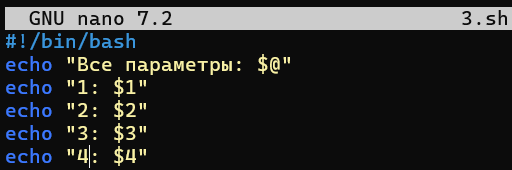 GNU nano 7.2 3.sh
#!/bin/bash
echo "Все параметры: $@"
echo "1: $1"
echo "2: $2"
echo "3: $3"
echo "4: $4"